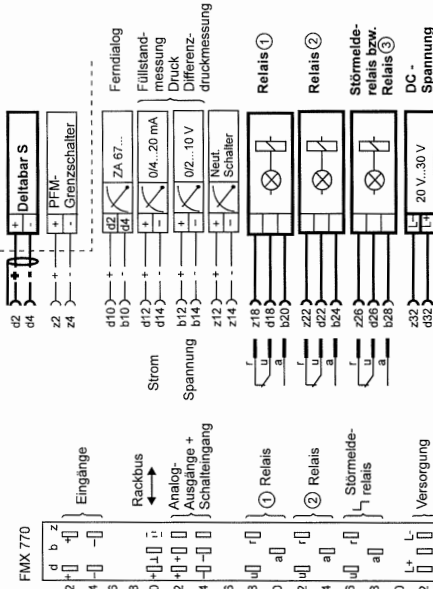 FMX 770
d b z
Eingänge
Rackbus
Analog-
Ausgänge +
Schalteingang
① Relais
② Relais
Störmelde-
relais
Versorgung
L+ L-
u r
a
u r
a
u r
a
d2 +
d4 -
Deltabar S
z2 +
z4 -
PFM-
Grenzschalter
Ferndialog
d10 + d2
b10 - d4
ZA 67...
Strom
d12 +
d14 -
0/4...20 mA
Füllstand-
messung
Druck
Differenz-
druckmessung
Spannung
b12 +
b14 -
0/2...10 V
z12 +
z14 -
Neut.
Schalter
r z18
u d18
a b20
Relais ①
r z22
u d22
a b24
Relais ②
r z26
u d26
a b28
Störmelde-
relais bzw.
Relais ③
z32 L-
d32 L+
20 V...30 V
DC -
Spannung